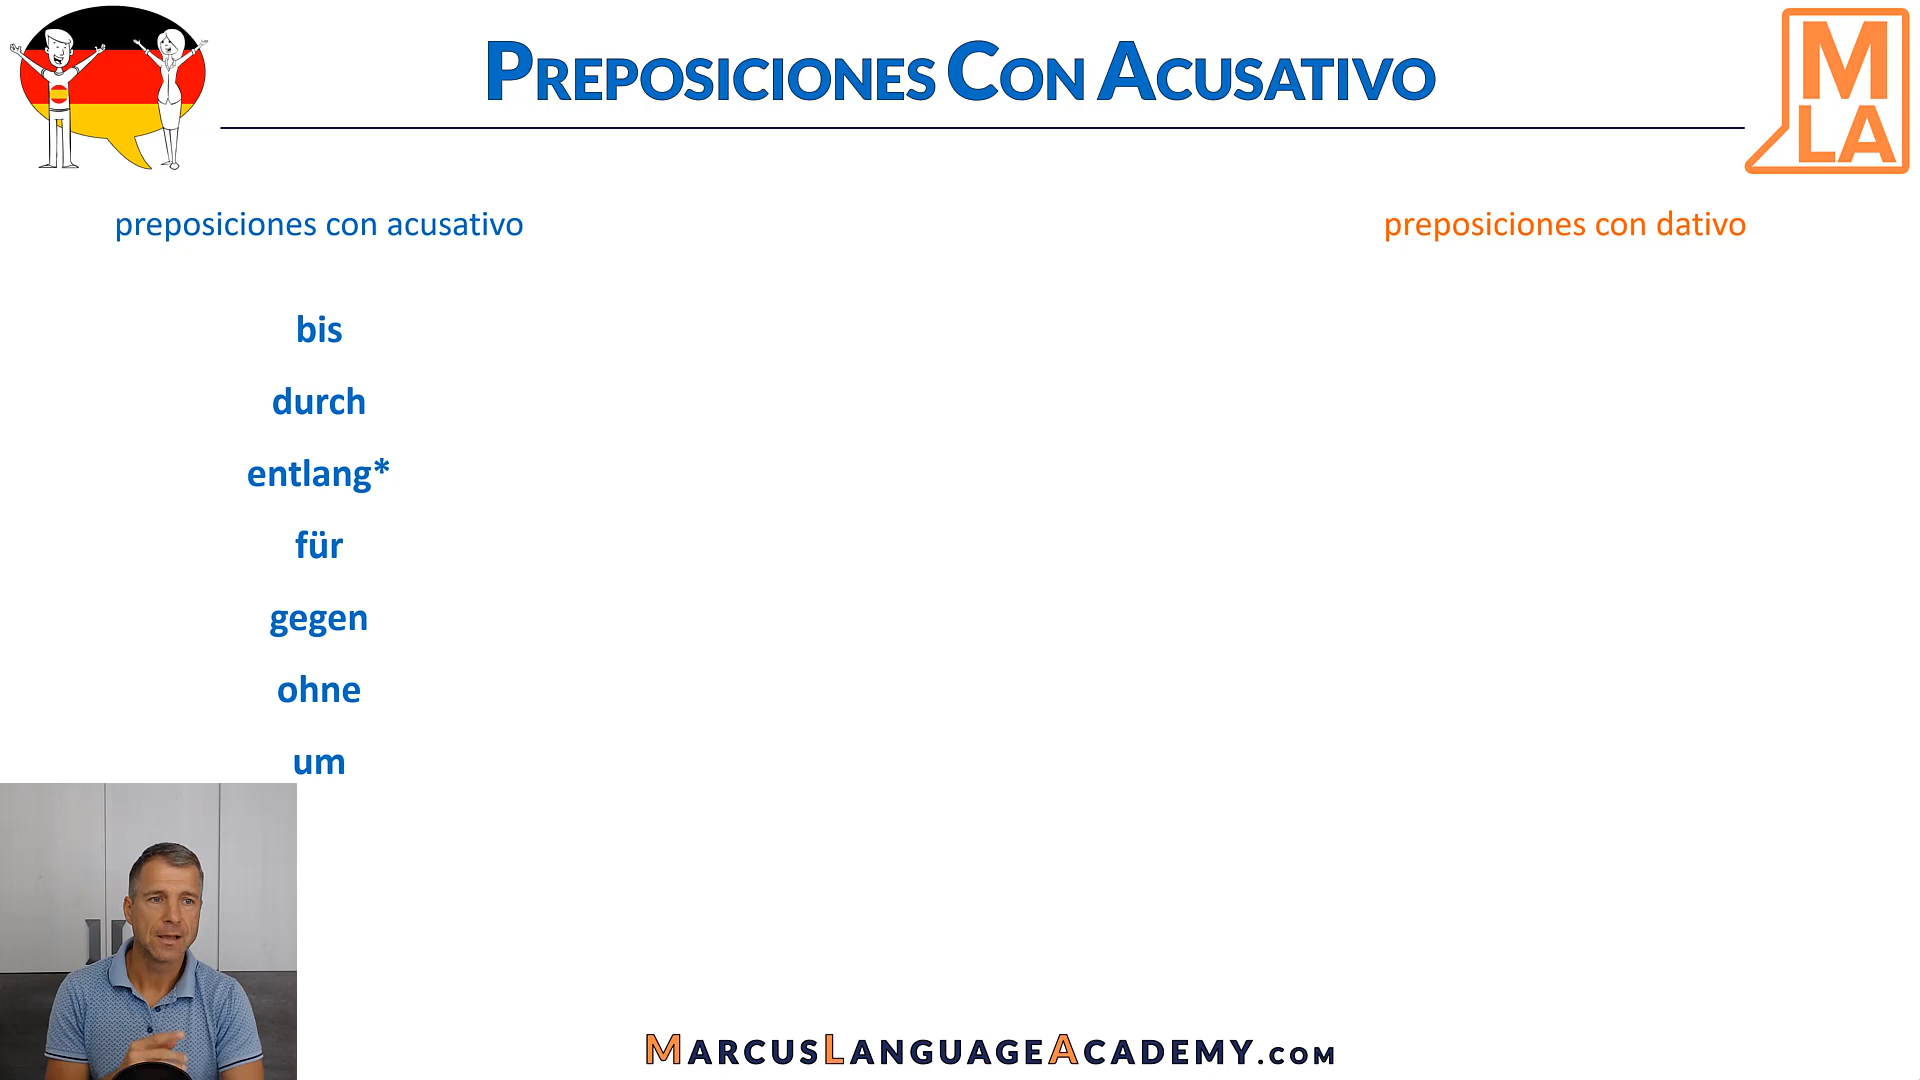 Preposiciones Con Acusativo
M
LA
preposiciones con acusativo
preposiciones con dativo
bis
durch
entlang*
für
gegen
ohne
um
MarcusLanguageAcademy.com